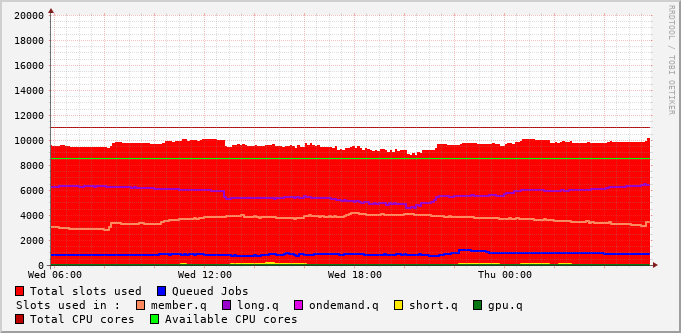 RRDTOOL / TOBI OETIKER
20000
18000
16000
14000
12000
10000
8000
6000
4000
2000
0
Wed 06:00 Wed 12:00 Wed 18:00 Thu 00:00
Total slots used Queued Jobs
Slots used in : member.q long.q ondemand.q short.q gpu.q
Total CPU cores Available CPU cores